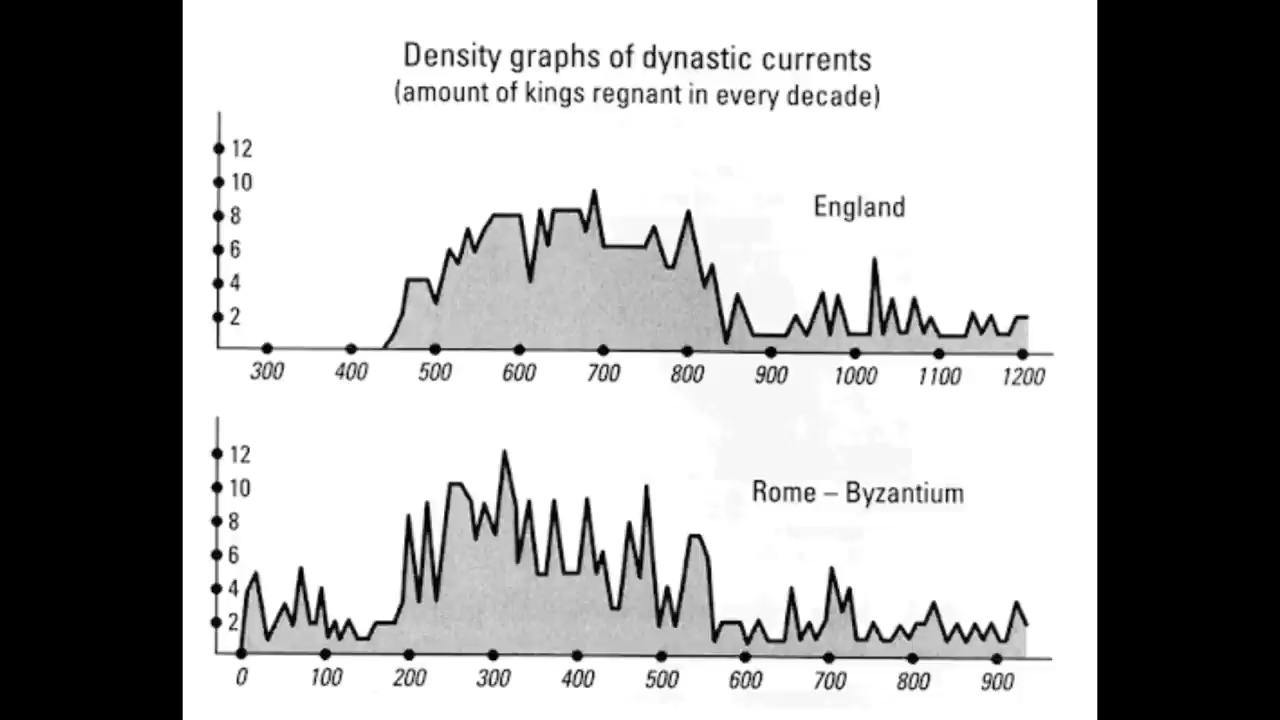 Density graphs of dynastic currents
(amount of kings regnant in every decade)
12
10
8
6
4
2
England
300 400 500 600 700 800 900 1000 1100 1200
12
10
8
6
4
2
Rome – Byzantium
0 100 200 300 400 500 600 700 800 900